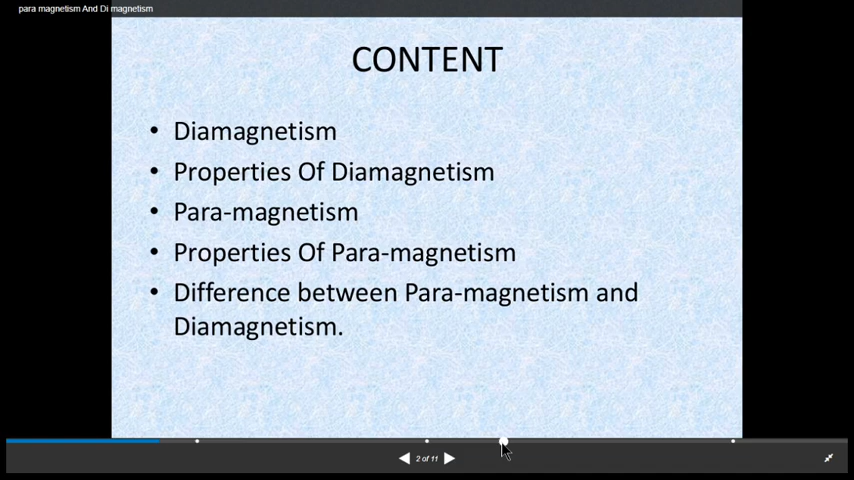 para magnetism And Di magnetism
CONTENT
• Diamagnetism
• Properties Of Diamagnetism
• Para-magnetism
• Properties Of Para-magnetism
• Difference between Para-magnetism and
Diamagnetism.
2 of 11